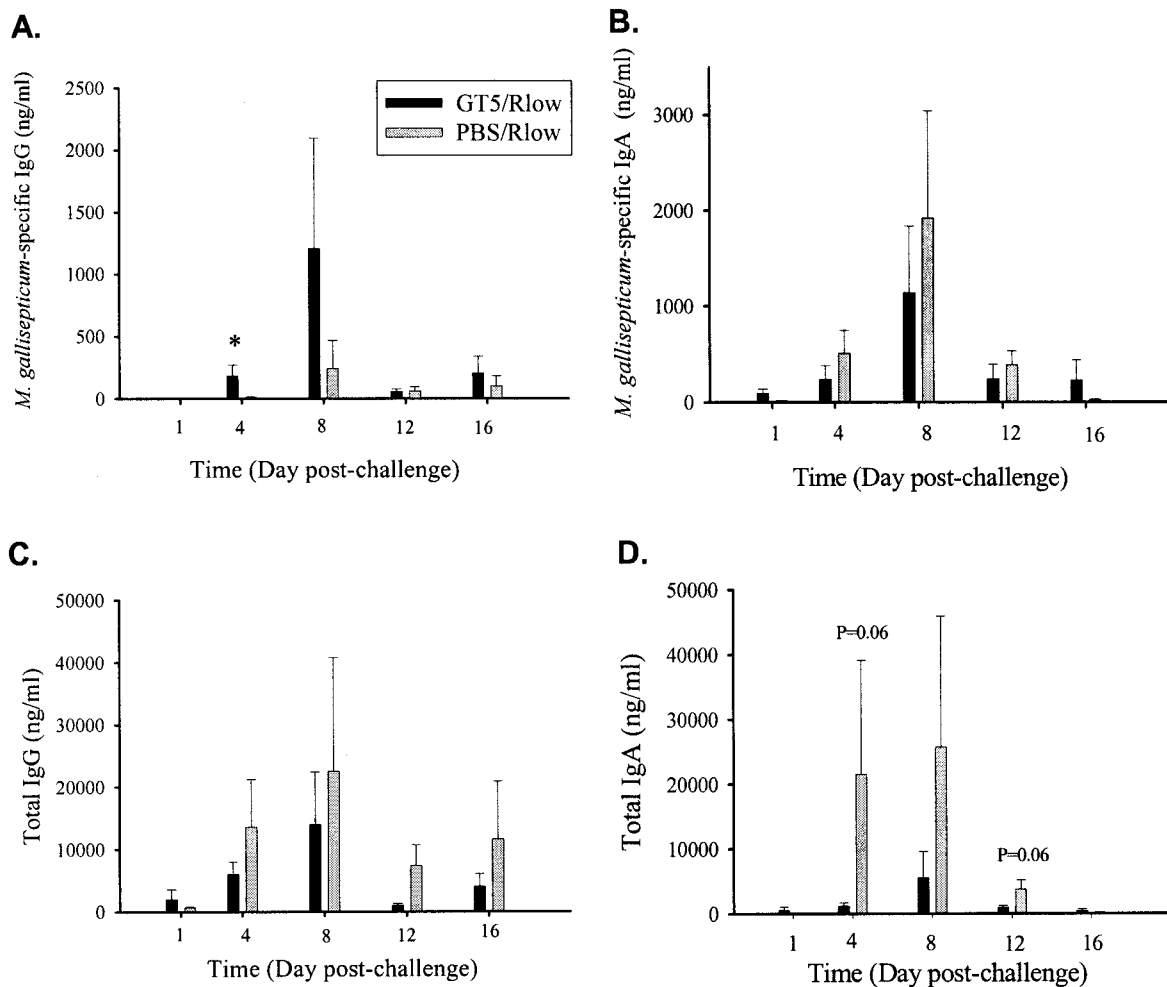 A.
M. gallisepticum-specific IgG (ng/ml)
2500
2000
1500
1000
500
0
*
GT5/Rlow
PBS/Rlow
1 4 8 12 16
Time (Day post-challenge)
B.
M. gallisepticum-specific IgA (ng/ml)
3000
2000
1000
0
1 4 8 12 16
Time (Day post-challenge)
C.
Total IgG (ng/ml)
50000
40000
30000
20000
10000
0
1 4 8 12 16
Time (Day post-challenge)
D.
Total IgA (ng/ml)
50000
40000
30000
20000
10000
0
P=0.06
P=0.06
1 4 8 12 16
Time (Day post-challenge)